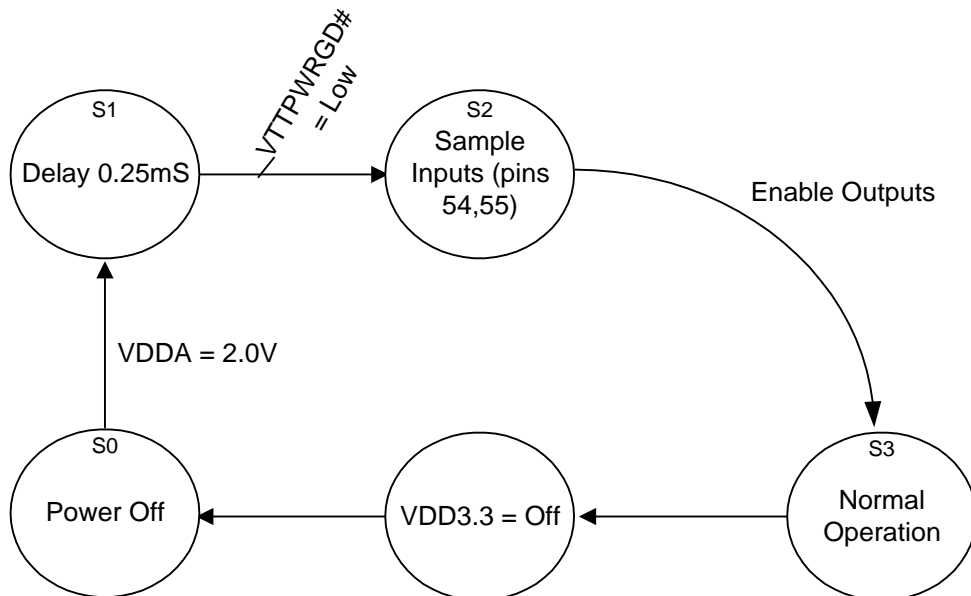 S1
Delay 0.25mS
VTTPWRGD#
= Low
S2
Sample
Inputs (pins
54,55)
Enable Outputs
VDDA = 2.0V
S0
Power Off
VDD3.3 = Off
S3
Normal
Operation